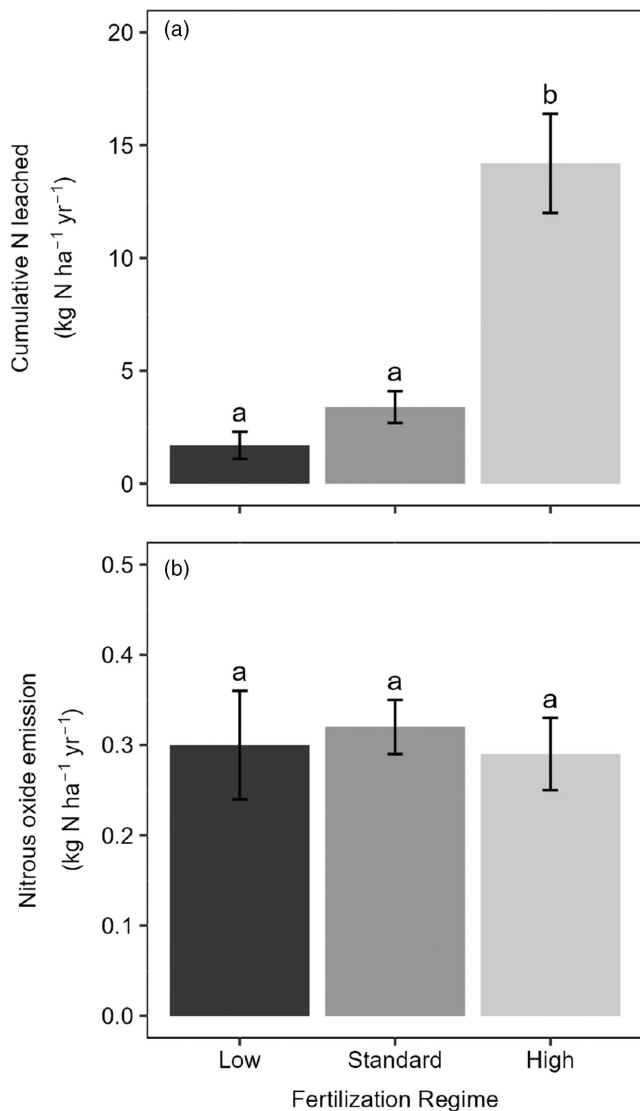 (a)
20
15
10
5
0
Cumulative N leached
(kg N ha⁻¹ yr⁻¹)
a
a
b
(b)
0.5
0.4
0.3
0.2
0.1
0.0
Nitrous oxide emission
(kg N ha⁻¹ yr⁻¹)
a
a
a
Low Standard High
Fertilization Regime